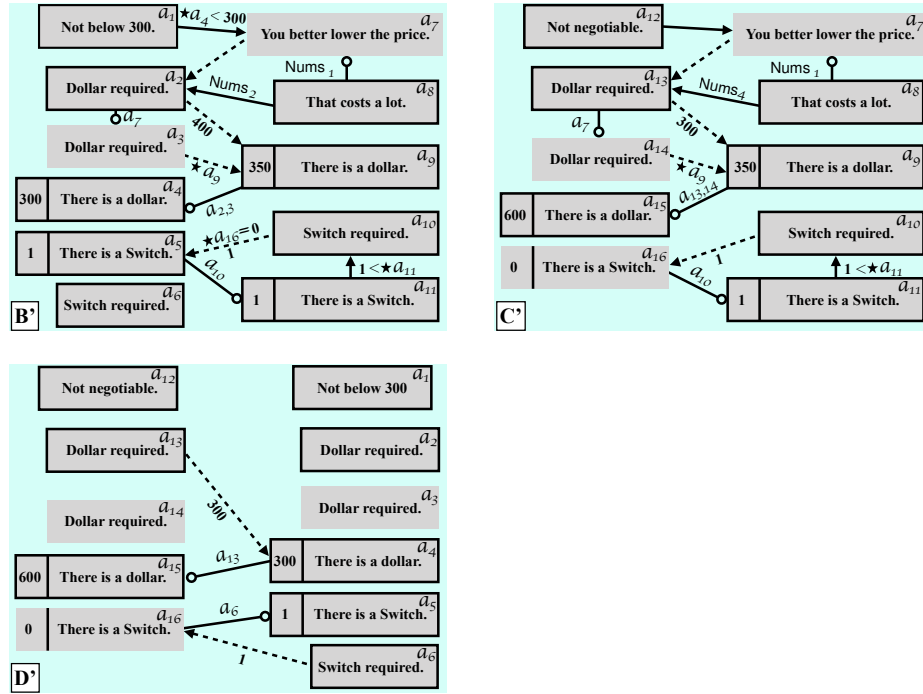 Not below 300. a1 ★a4 < 300
You better lower the price. a7
Nums1
Dollar required. a2
Nums2
That costs a lot. a8
a7
400
Dollar required. a3
★a9
350 There is a dollar. a9
300 There is a dollar. a4
a2,3
1 There is a Switch. a5
★a16=0
1
Switch required. a10
a10
1 <★a11
Switch required. a6
1 There is a Switch. a11
B’
Not negotiable. a12
You better lower the price. a7
Nums1
Dollar required. a13
Nums4
That costs a lot. a8
a7
300
Dollar required. a14
★a9
350 There is a dollar. a9
600 There is a dollar. a15
a13,14
Switch required. a10
0 There is a Switch. a16
1
a10
1 <★a11
1 There is a Switch. a11
C’
Not negotiable. a12
Not below 300 a1
Dollar required. a13
Dollar required. a2
300
Dollar required. a14
Dollar required. a3
600 There is a dollar. a15
a13
300 There is a dollar. a4
0 There is a Switch. a16
a6
1 There is a Switch. a5
1
Switch required. a6
D’